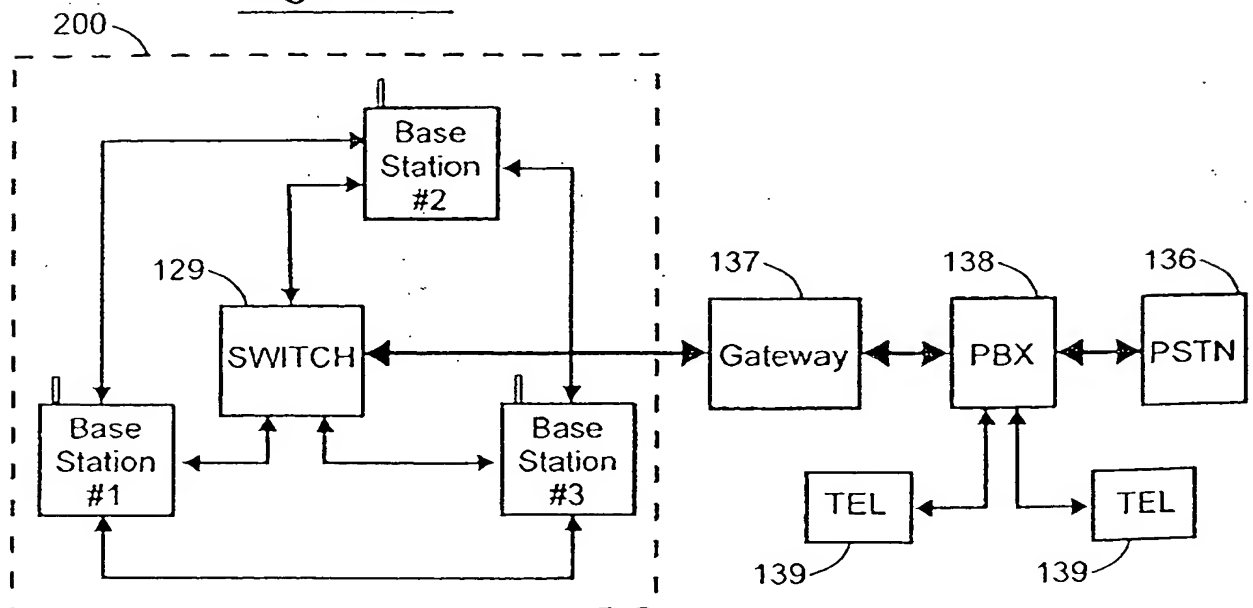 200
Base
Station
#2
129
SWITCH
137
Gateway
138
PBX
136
PSTN
Base
Station
#1
Base
Station
#3
TEL
139
TEL
139